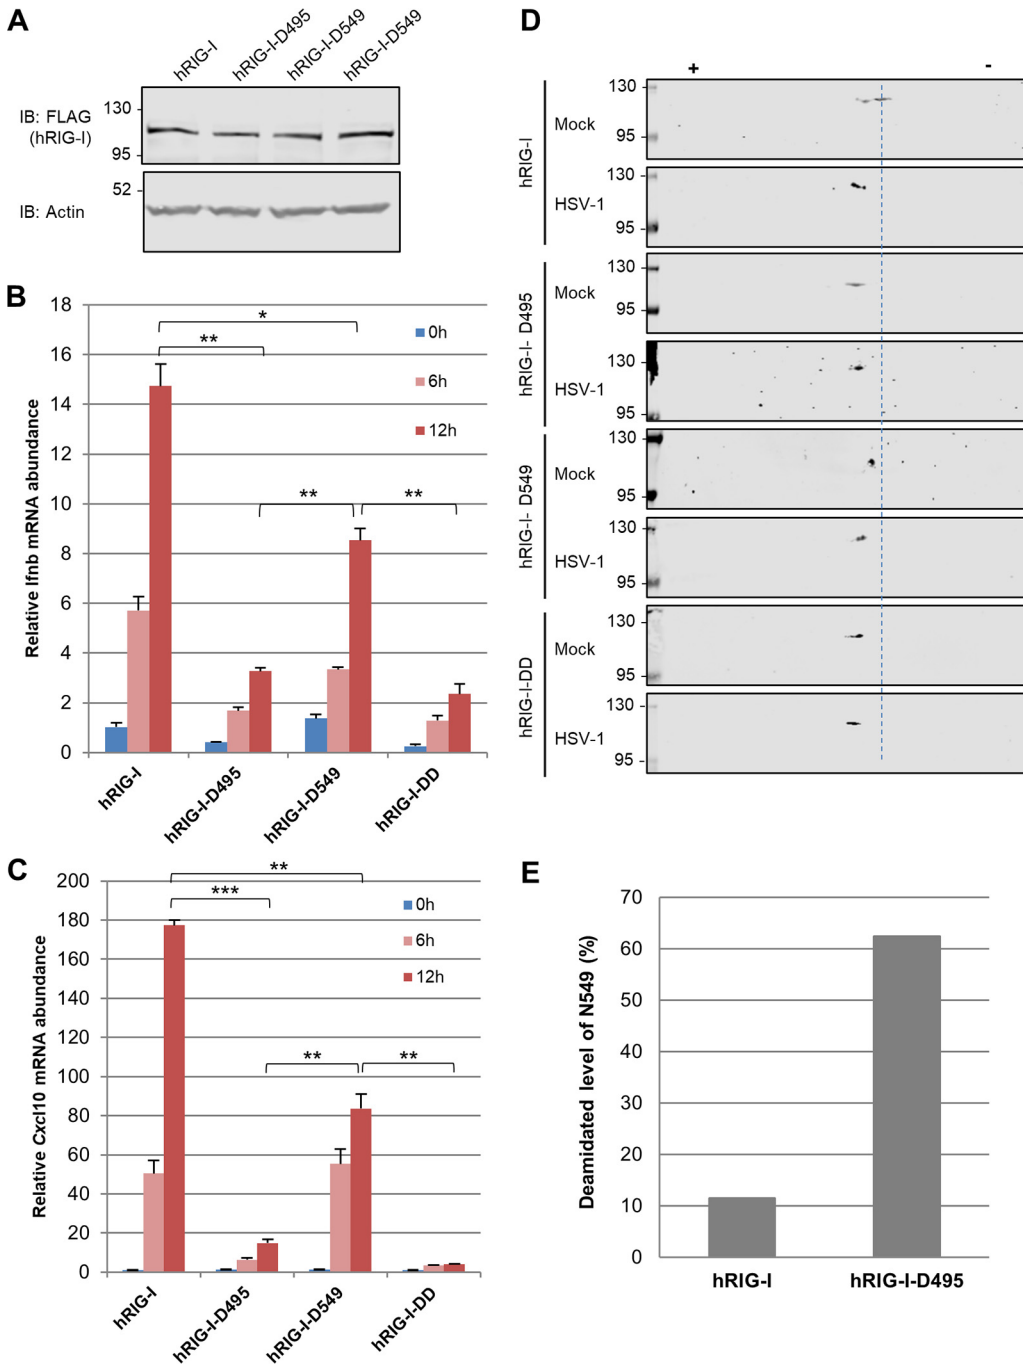 A
hRIG-I
hRIG-I-D495
hRIG-I-D549
hRIG-I-D549
IB: FLAG
(hRIG-I)
130
95
IB: Actin
52
B
Relative Ifnb mRNA abundance
18
16
14
12
10
8
6
4
2
0
*
**
**
**
0h
6h
12h
hRIG-I
hRIG-I-D495
hRIG-I-D549
hRIG-I-DD
C
Relative Cxcl10 mRNA abundance
200
180
160
140
120
100
80
60
40
20
0
**
***
**
**
0h
6h
12h
hRIG-I
hRIG-I-D495
hRIG-I-D549
hRIG-I-DD
D
+
-
hRIG-I
Mock
130
95
HSV-1
130
95
hRIG-I- D495
Mock
130
95
HSV-1
130
95
hRIG-I- D549
Mock
130
95
HSV-1
130
95
hRIG-I-DD
Mock
130
95
HSV-1
130
95
E
Deamidated level of N549 (%)
70
60
50
40
30
20
10
0
hRIG-I
hRIG-I-D495